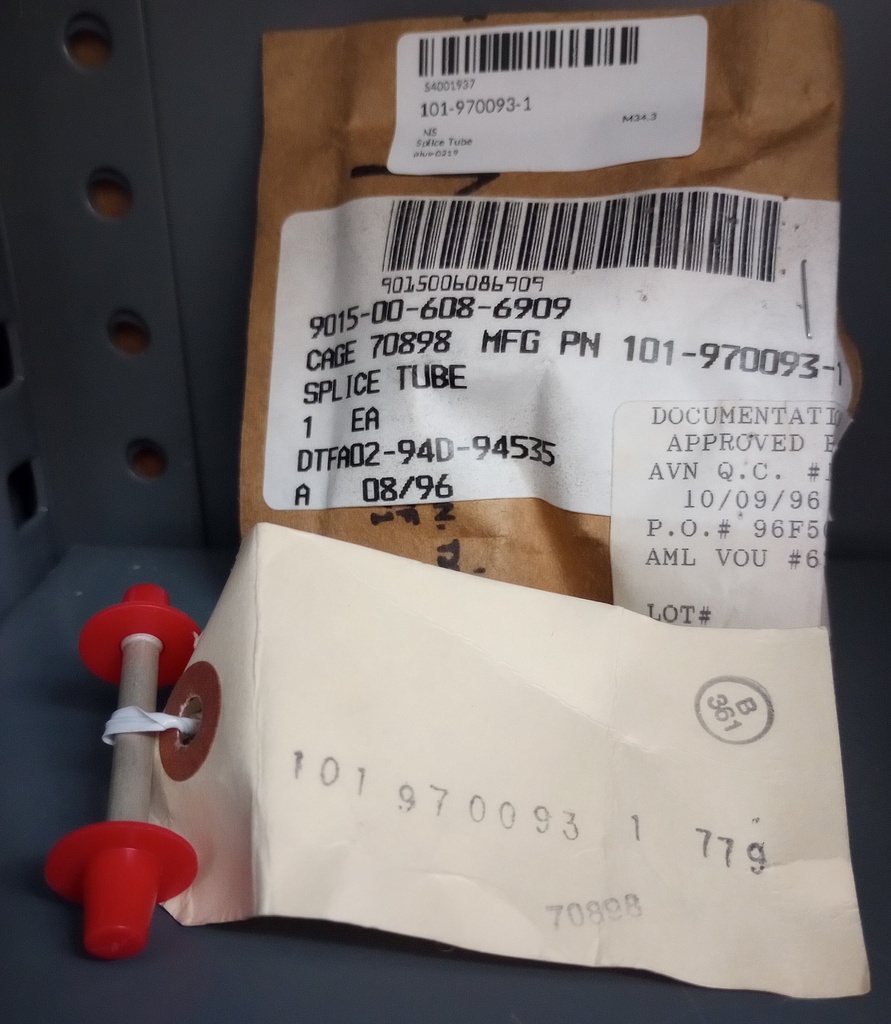 S4001937
101-970093-1
M34.3
NS
Splice Tube
9015006086909
9015-00-608-6909
CAGE 70898 MFG PN 101-970093-1
SPLICE TUBE
1 EA
DTFA02-94D-94535
A 08/96
DOCUMENTATI
APPROVED
AVN Q.C. #
10/09/96
P.O.# 96F5
AML VOU #6
LOT#
B
361
101 970093 1 779
70898